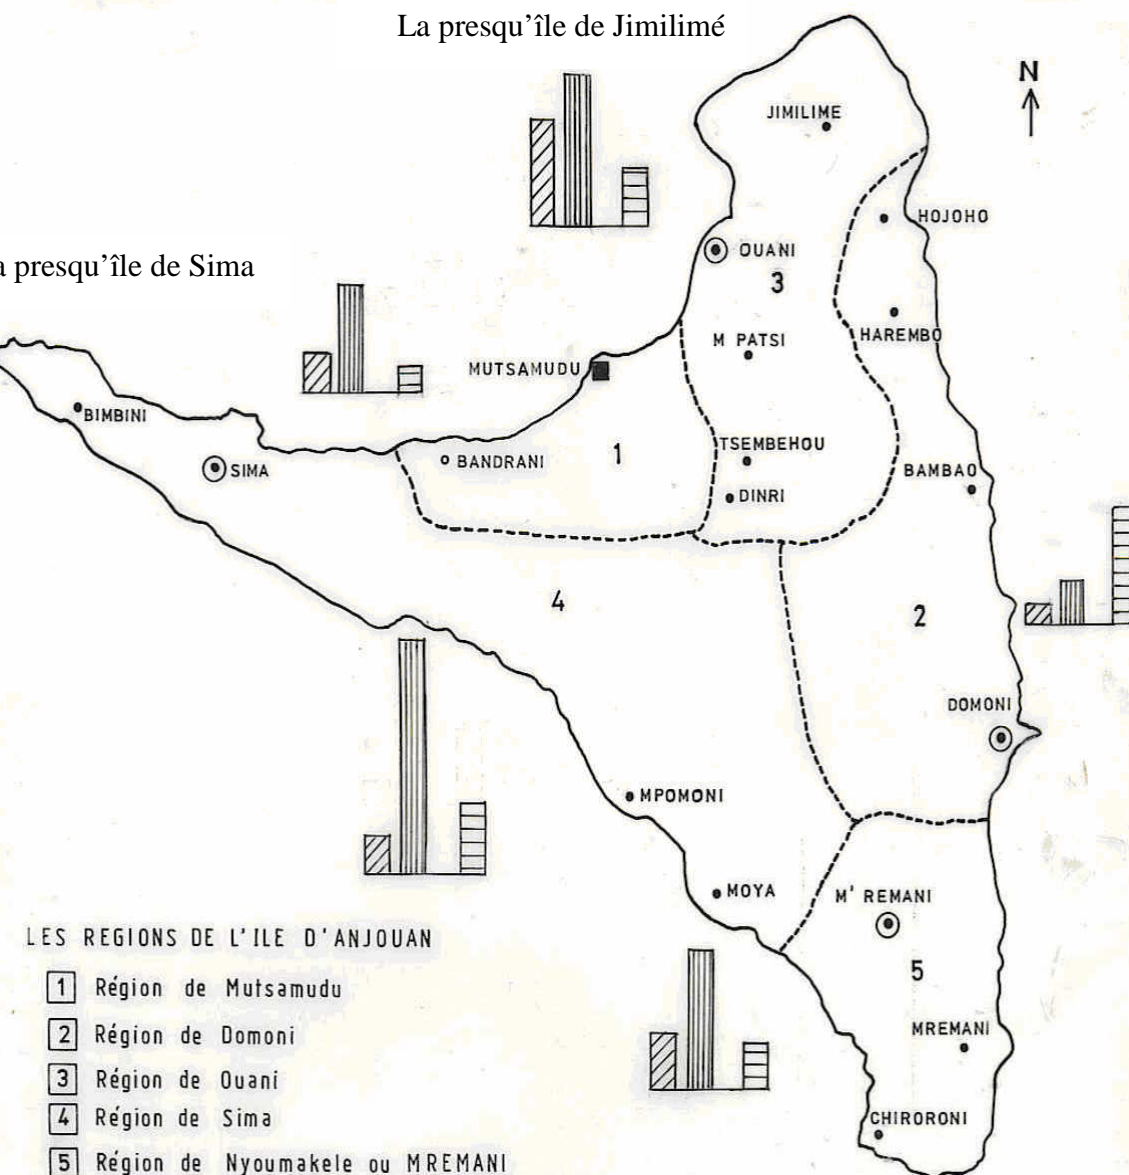 La presqu’île de Jimilimé
N
JIMILIME
HOJOHO
OUANI
3
a presqu’île de Sima
HAREMBO
M PATSI
MUTSAMUDU
BIMBINI
SIMA
BANDRANI
1
TSEMBEHOU
BAMBAO
DINRI
4
2
DOMONI
MPOMONI
MOYA
M' REMANI
5
MREMANI
CHIRORONI
LES REGIONS DE L'ILE D'ANJOUAN
1 Région de Mutsamudu
2 Région de Domoni
3 Région de Ouani
4 Région de Sima
5 Région de Nyoumakele ou MREMANI